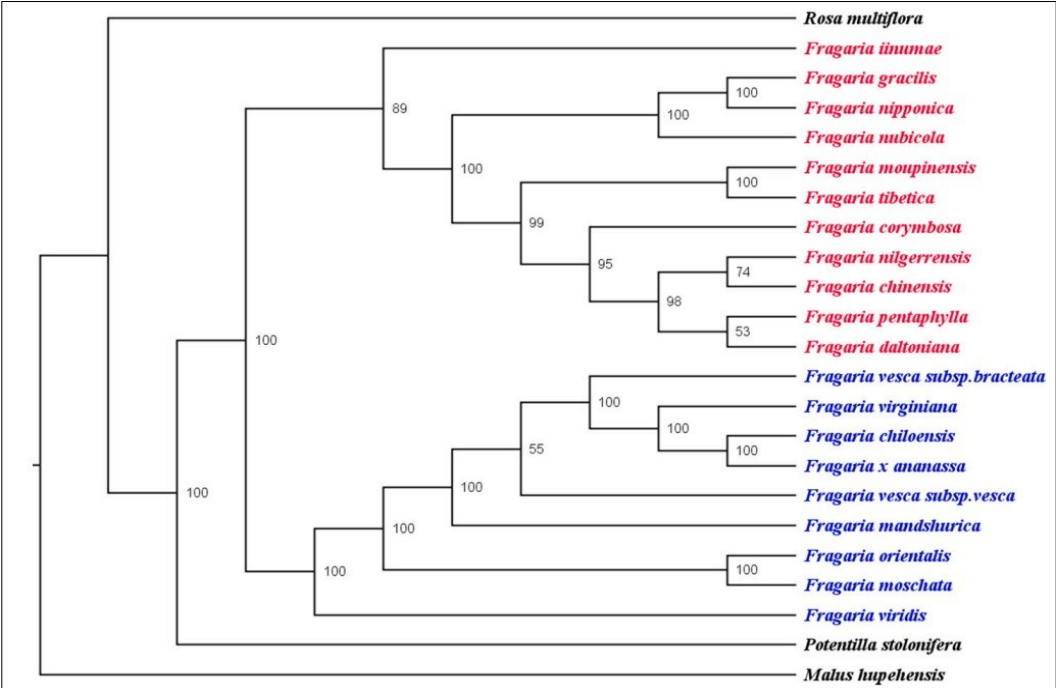 Rosa multiflora
Fragaria iinumae
Fragaria gracilis
100
Fragaria nipponica
89
100
Fragaria nubicola
100
Fragaria moupinensis
100
Fragaria tibetica
99
Fragaria corymbosa
95
Fragaria nilgerrensis
74
Fragaria chinensis
98
Fragaria pentaphylla
53
Fragaria daltoniana
100
Fragaria vesca subsp.bracteata
100
Fragaria virginiana
100
Fragaria chiloensis
55
100
Fragaria x ananassa
100
100
Fragaria vesca subsp.vesca
100
Fragaria mandshurica
Fragaria orientalis
100
100
Fragaria moschata
Fragaria viridis
Potentilla stolonifera
Malus hupehensis